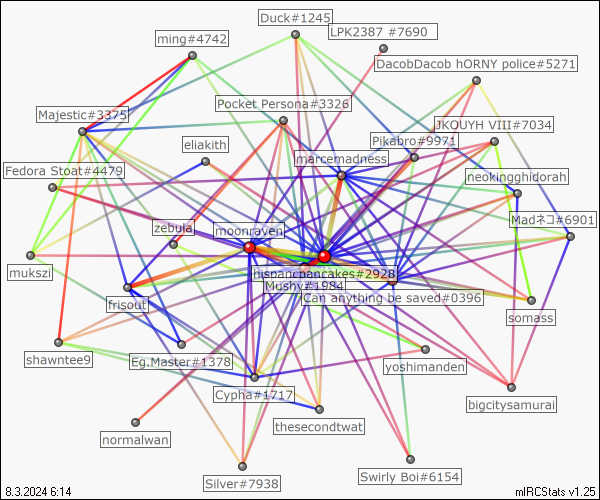 Duck#1245
LPK2387 #7690
ming#4742
DacobDacob hORNY police#5271
Pocket Persona#3326
Majestic#3375
JKOUYH VIII#7034
Pikabro#9971
eliakith
marcemadness
Fedora Stoat#4479
nookingghidorah
Madネコ#6901
zebula
moonraven
mukszi
hispancpancakes#2928
Mushy#1984
Can anything be saved#0396
frisout
somass
shawntee9
Eg.Master#1378
yoshimanden
Cypha#1717
bigcitysamurai
thesecondtwat
normalwan
Swirly Boi#6154
Silver#7938
8.3.2024 6:14
mIRCStats v1.25